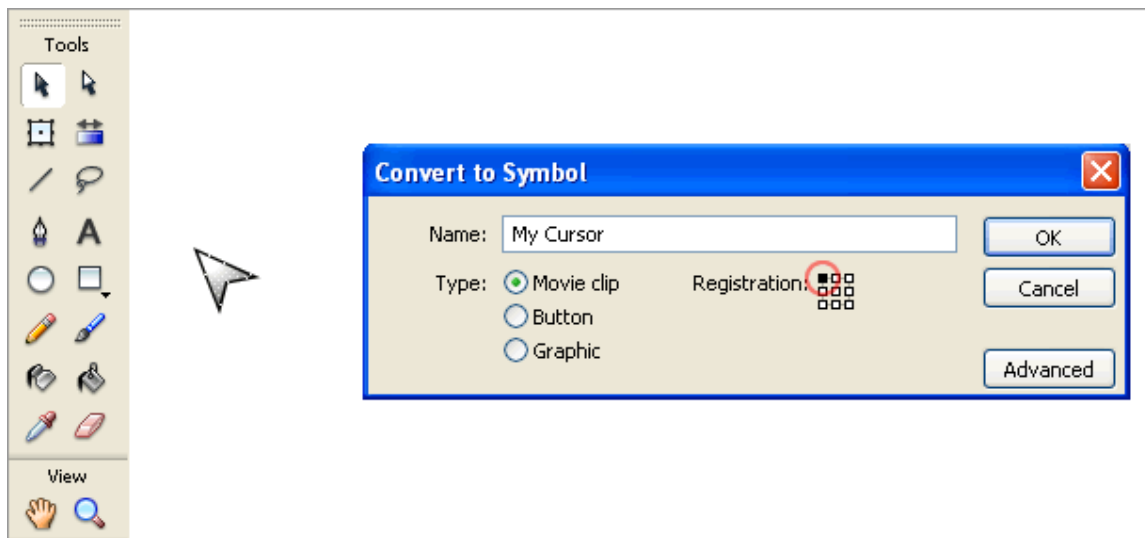 Tools
Convert to Symbol
Name: My Cursor
OK
Type: Movie clip
Registration:
Cancel
Button
Graphic
Advanced
View